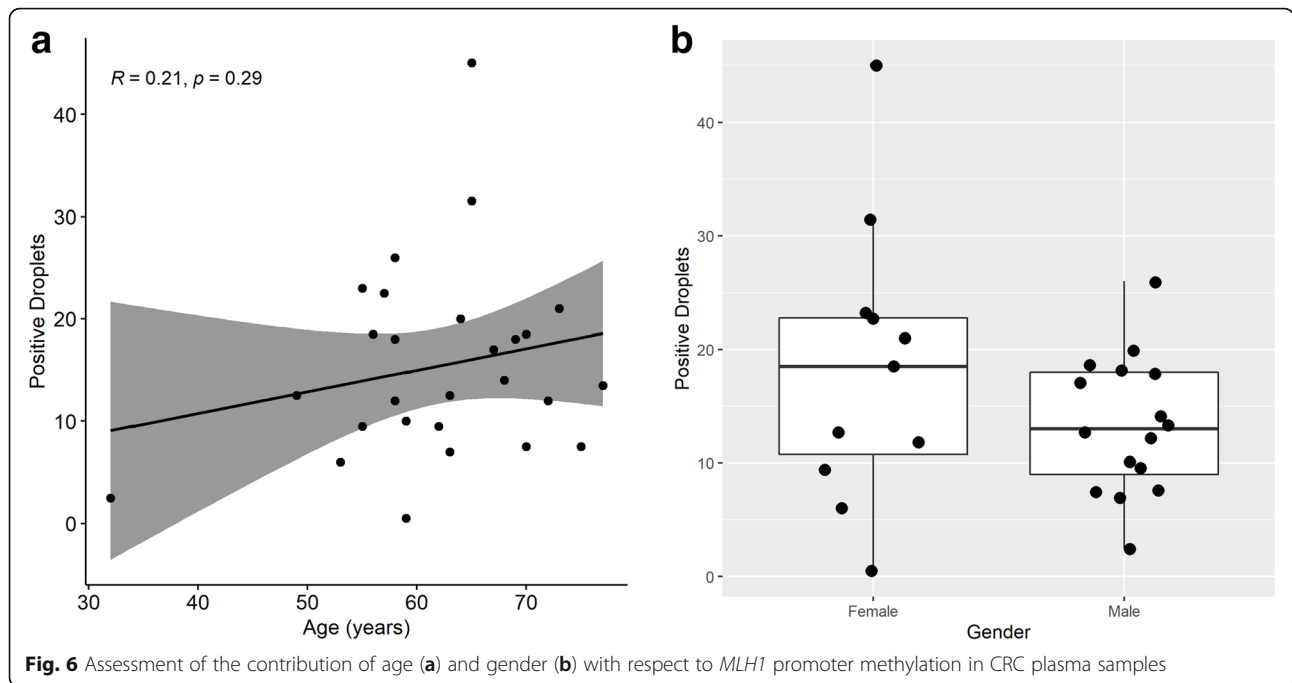 a
R = 0.21, p = 0.29
Positive Droplets
40
30
20
10
0
30 40 50 60 70
Age (years)
b
Positive Droplets
40
30
20
10
0
Female Male
Gender
Fig. 6 Assessment of the contribution of age (a) and gender (b) with respect to MLH1 promoter methylation in CRC plasma samples